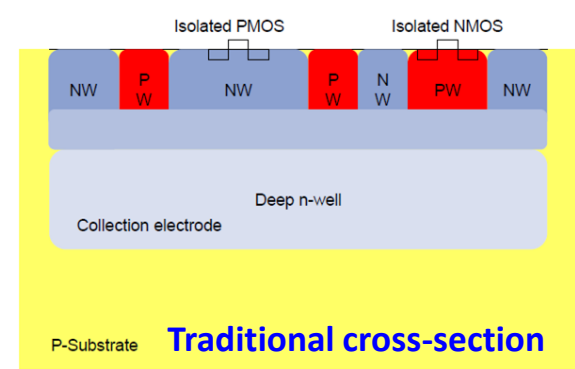 Isolated PMOS
Isolated NMOS
NW
P
W
NW
P
W
N
W
PW
NW
Deep n-well
Collection electrode
P-Substrate
Traditional cross-section